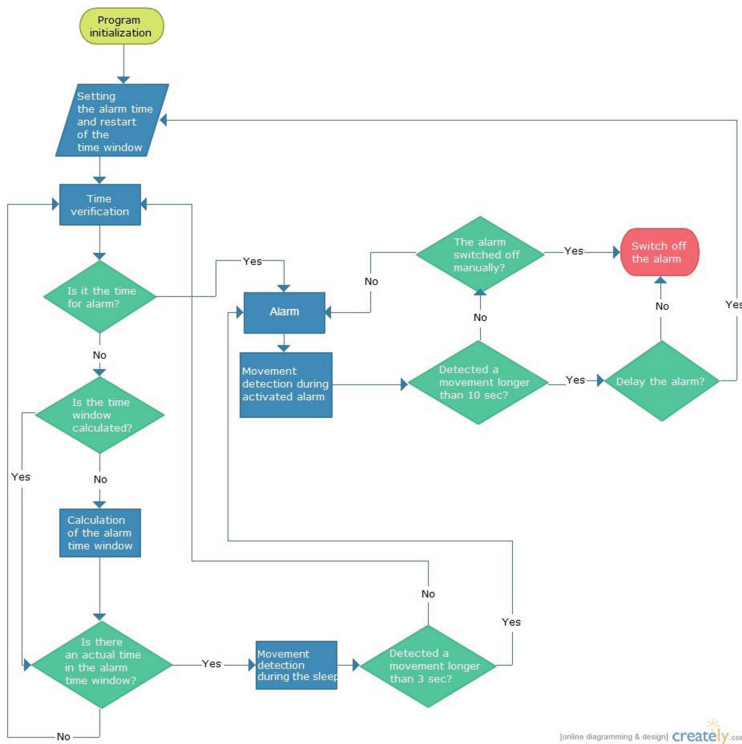 Program
initialization
Setting
the alarm time
and restart
of the
time window
Time
verification
Is it the time
for alarm?
Yes
No
Alarm
Movement
detection during
activated alarm
Detected a
movement longer
than 10 sec?
No
Yes
The alarm
switched off
manually?
No
Yes
Switch off
the alarm
Delay the alarm?
No
Yes
Is the time
window
calculated?
Yes
No
Calculation
of the alarm
time window
Is there
an actual time
in the alarm
time window?
No
Yes
Movement
detection
during the sleep
Detected a
movement longer
than 3 sec?
No
Yes
[online diagramming & design] creately.com